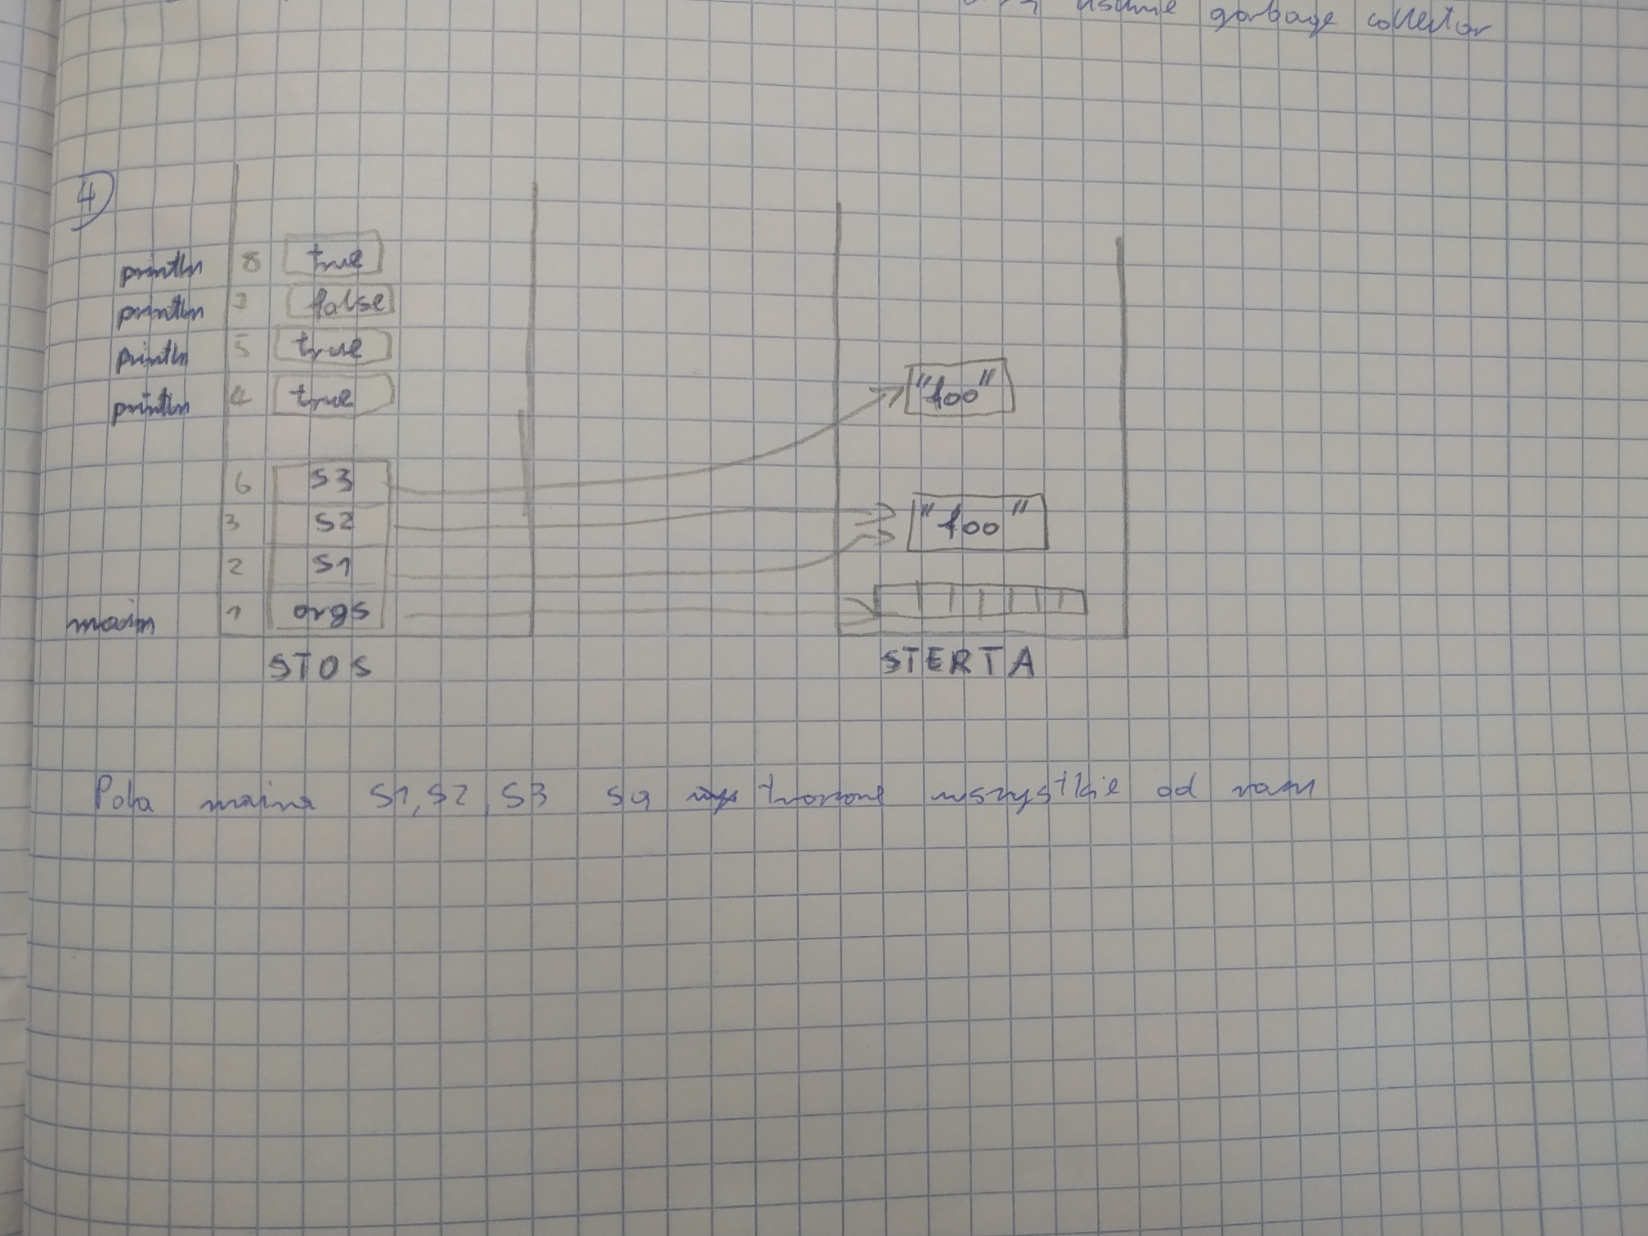 usunie garbage collector
4
println 8 true
println 7 false
println 5 true
println 4 true
"foo"
6 S3
3 S2
"foo"
2 S1
main 1 args
STOS STERTA
Pola maina S1, S2, S3 są tworzone wszystkie od razu